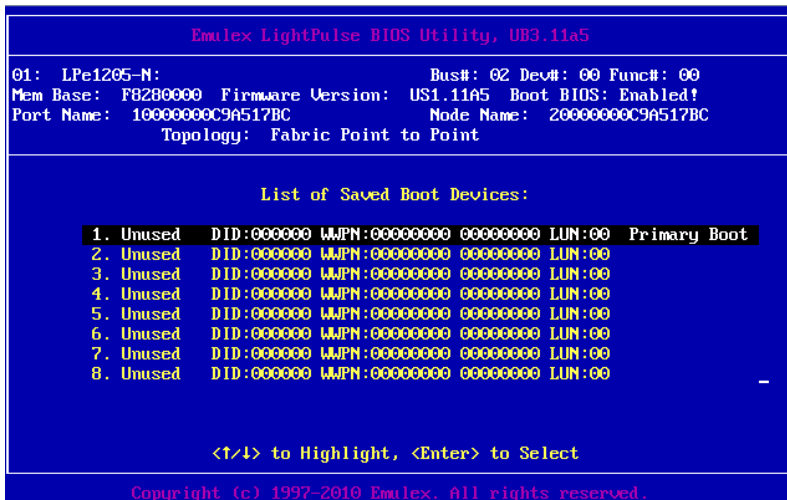 Emulex LightPulse BIOS Utility, UB3.11a5
01: LPe1205-N: Bus#: 02 Dev#: 00 Func#: 00
Mem Base: F8280000 Firmware Version: US1.11A5 Boot BIOS: Enabled!
Port Name: 10000000C9A517BC Node Name: 20000000C9A517BC
Topology: Fabric Point to Point
List of Saved Boot Devices:
1. Unused DID:000000 WWPN:00000000 00000000 LUN:00 Primary Boot
2. Unused DID:000000 WWPN:00000000 00000000 LUN:00
3. Unused DID:000000 WWPN:00000000 00000000 LUN:00
4. Unused DID:000000 WWPN:00000000 00000000 LUN:00
5. Unused DID:000000 WWPN:00000000 00000000 LUN:00
6. Unused DID:000000 WWPN:00000000 00000000 LUN:00
7. Unused DID:000000 WWPN:00000000 00000000 LUN:00
8. Unused DID:000000 WWPN:00000000 00000000 LUN:00
<↑/↓> to Highlight, <Enter> to Select
Copyright (c) 1997-2010 Emulex. All rights reserved.